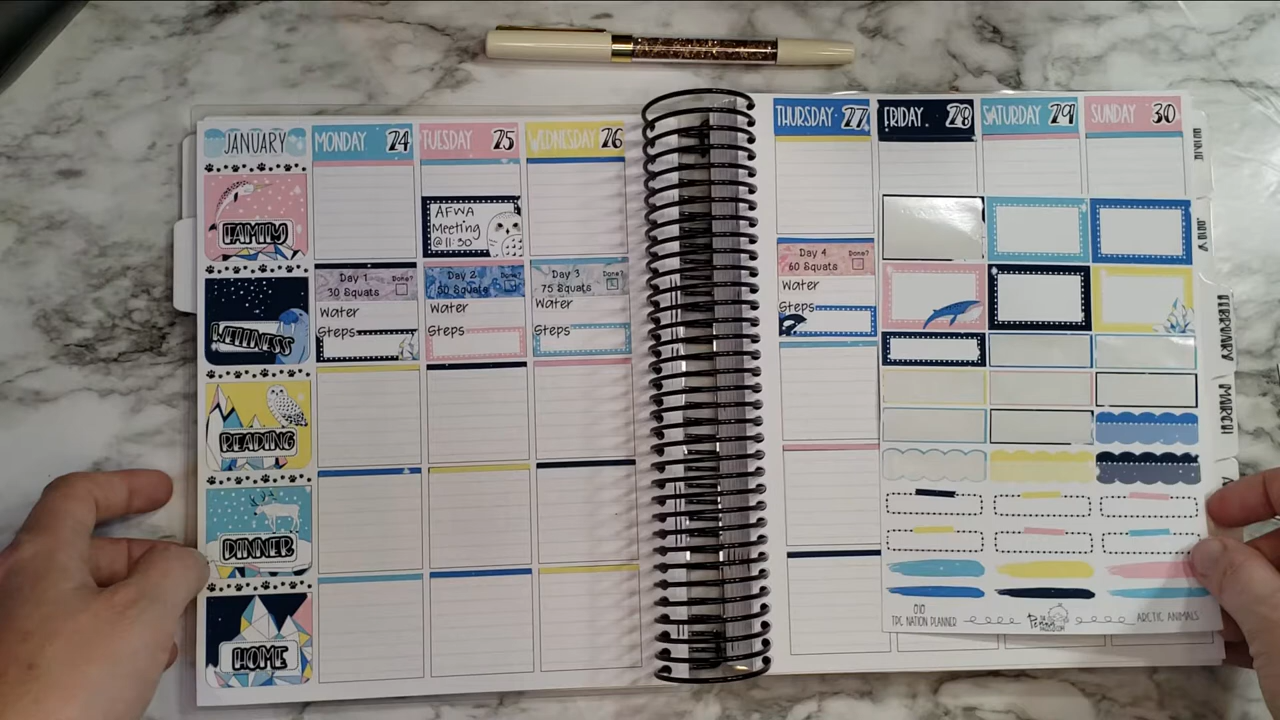 JANUARY
MONDAY 24
TUESDAY 25
WEDNESDAY 26
THURSDAY 27
FRIDAY 28
SATURDAY 29
SUNDAY 30
FAMILY
AFWA
Meeting
@ 11:30
WELLNESS
Day 1 Done?
30 Squats
Water
Steps
Day 2 Done?
50 Squats
Water
Steps
Day 3 Done?
75 Squats
Water
Steps
Day 4 Done?
60 Squats
Water
Steps
READING
DINNER
HOME
FEBRUARY
MARCH
010
TPC NATION PLANNER
ARCTIC ANIMALS